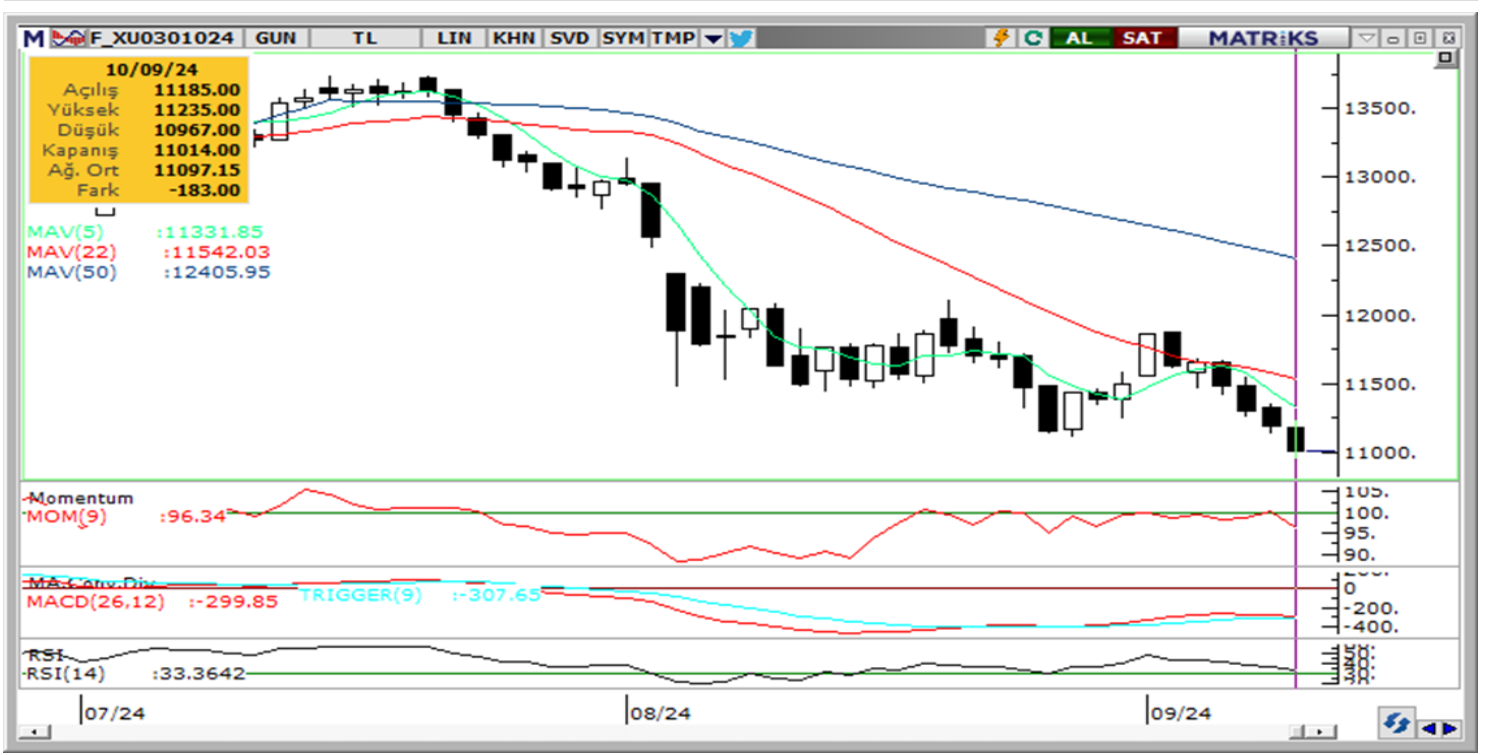 M F_XU0301024 GUN TL LIN KHN SVD SYM TMP AL SAT MATRiKS
10/09/24
Açılış 11185.00
Yüksek 11235.00
Düşük 10967.00
Kapanış 11014.00
Ağ. Ort 11097.15
Fark -183.00
MAV(5) :11331.85
MAV(22) :11542.03
MAV(50) :12405.95
13500.
13000.
12500.
12000.
11500.
11000.
Momentum
MOM(9) :96.34
105.
100.
95.
90.
MA.Conv.Div
MACD(26,12) :-299.85 TRIGGER(9) :-307.65
0
-200.
-400.
RSI
RSI(14) :33.3642
07/24 08/24 09/24